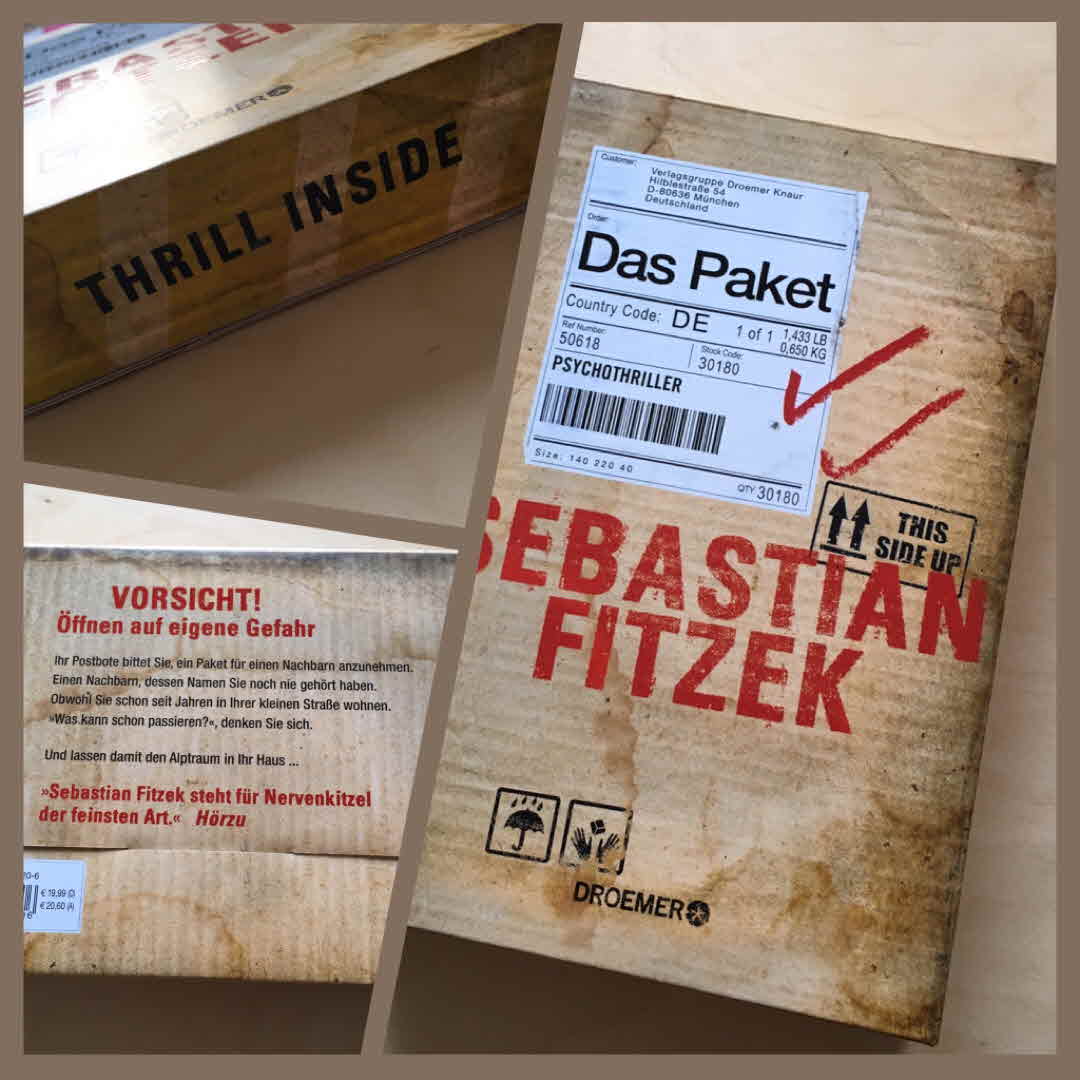 DROEMER
THRILL INSIDE
VORSICHT!
Öffnen auf eigene Gefahr
Ihr Postbote bittet Sie, ein Paket für einen Nachbarn anzunehmen.
Einen Nachbarn, dessen Namen Sie noch nie gehört haben.
Obwohl Sie schon seit Jahren in Ihrer kleinen Straße wohnen.
»Was kann schon passieren?«, denken Sie sich.
Und lassen damit den Alptraum in Ihr Haus ...
»Sebastian Fitzek steht für Nervenkitzel
der feinsten Art.« Hörzu
€ 19,99 (D)
€ 20,60 (A)
Customer:
Verlagsgruppe Droemer Knaur
Hilblestraße 54
D-80636 München
Deutschland
Order:
Das Paket
Country Code: DE 1 of 1 1,433 LB
0,650 KG
Ref Number: Stock Code:
50618 30180
PSYCHOTHRILLER
Size: 140 220 40
QTY 30180
THIS
SIDE UP
SEBASTIAN
FITZEK
DROEMER